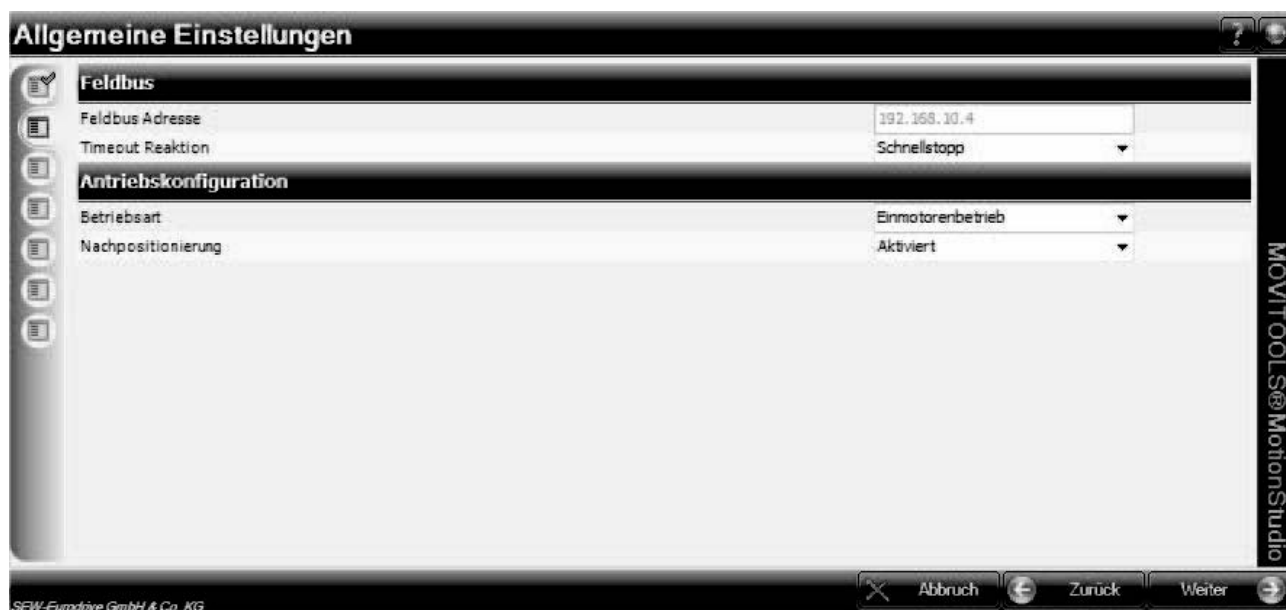 Allgemeine Einstellungen
?
Feldbus
Feldbus Adresse 192.168.10.4
Timeout Reaktion Schnellstopp
Antriebskonfiguration
Betriebsart Einmotorenbetrieb
Nachpositionierung Aktiviert
MOVITOOLS®MotionStudio
Abbruch Zurück Weiter
SEW-Eurodrive GmbH & Co. KG